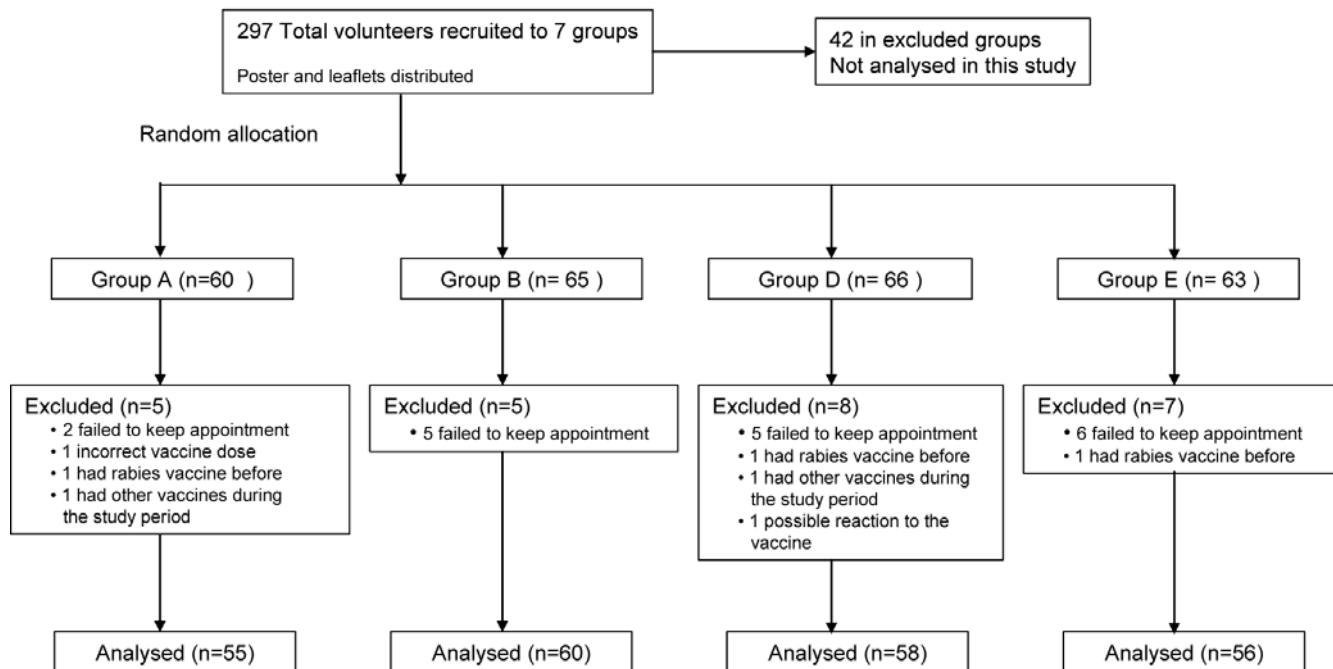 297 Total volunteers recruited to 7 groups
Poster and leaflets distributed
42 in excluded groups
Not analysed in this study
Random allocation
Group A (n=60 )
Group B (n= 65 )
Group D (n= 66 )
Group E (n= 63 )
Excluded (n=5)
• 2 failed to keep appointment
• 1 incorrect vaccine dose
• 1 had rabies vaccine before
• 1 had other vaccines during
the study period
Excluded (n=5)
• 5 failed to keep appointment
Excluded (n=8)
• 5 failed to keep appointment
• 1 had rabies vaccine before
• 1 had other vaccines during
the study period
• 1 possible reaction to the
vaccine
Excluded (n=7)
• 6 failed to keep appointment
• 1 had rabies vaccine before
Analysed (n=55)
Analysed (n=60)
Analysed (n=58)
Analysed (n=56)